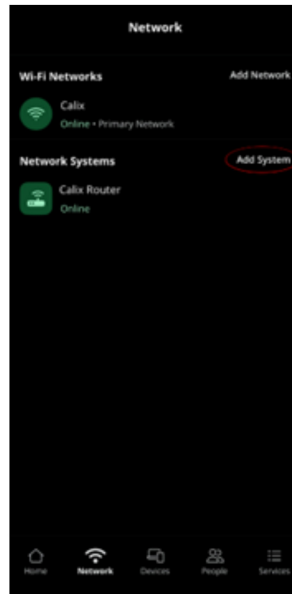 Network
Wi-Fi Networks Add Network
Calix
Online • Primary Network
Network Systems Add System
Calix Router
Online
Home Network Devices People Services